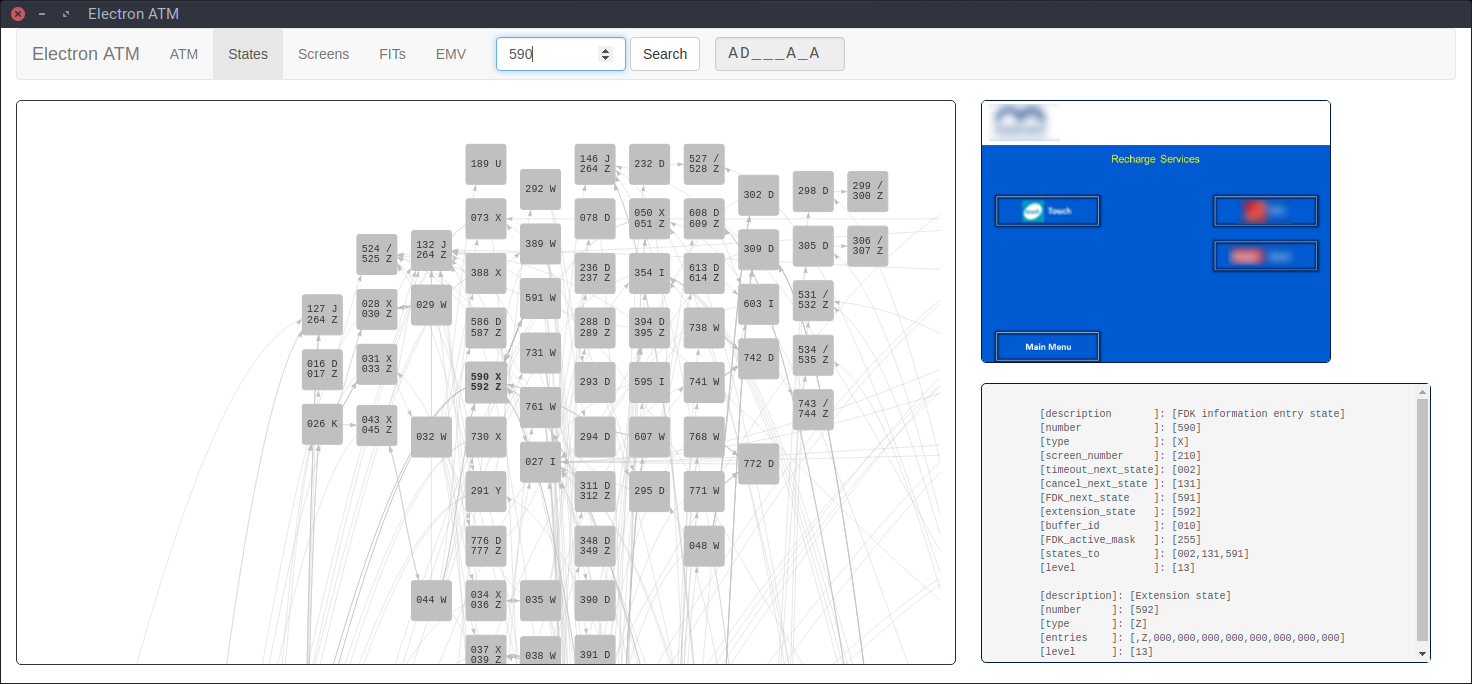 Electron ATM
Electron ATM ATM States Screens FITs EMV 590 Search AD___A_A
189 U
146 J
264 Z
232 D
527 /
528 Z
292 W
302 D
298 D
299 /
300 Z
073 X
078 D
050 X
051 Z
608 D
609 Z
524 /
525 Z
132 J
264 Z
389 W
309 D
305 D
306 /
307 Z
388 X
236 D
237 Z
354 I
613 D
614 Z
127 J
264 Z
028 X
030 Z
029 W
591 W
603 I
531 /
532 Z
586 D
587 Z
288 D
289 Z
394 D
395 Z
738 W
016 D
017 Z
031 X
033 Z
731 W
742 D
534 /
535 Z
590 X
592 Z
293 D
595 I
741 W
026 K
043 X
045 Z
032 W
761 W
743 /
744 Z
730 X
294 D
607 W
768 W
027 I
772 D
291 Y
311 D
312 Z
295 D
771 W
776 D
777 Z
348 D
349 Z
048 W
044 W
034 X
036 Z
035 W
390 D
037 X
039 Z
038 W
391 D
Recharge Services
Touch
Main Menu
[description ]: [FDK information entry state]
[number ]: [590]
[type ]: [X]
[screen_number ]: [210]
[timeout_next_state]: [002]
[cancel_next_state ]: [131]
[FDK_next_state ]: [591]
[extension_state ]: [592]
[buffer_id ]: [010]
[FDK_active_mask ]: [255]
[states_to ]: [002,131,591]
[level ]: [13]
[description]: [Extension state]
[number ]: [592]
[type ]: [Z]
[entries ]: [,Z,000,000,000,000,000,000,000,000]
[level ]: [13]